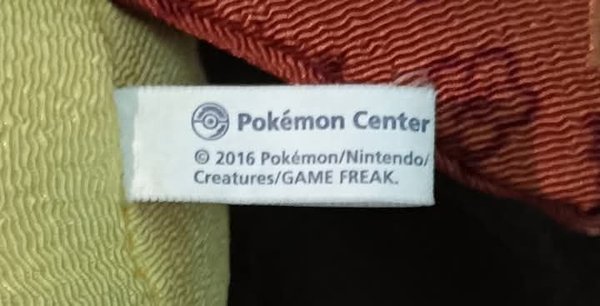 Pokémon Center
© 2016 Pokémon/Nintendo/
Creatures/GAME FREAK.